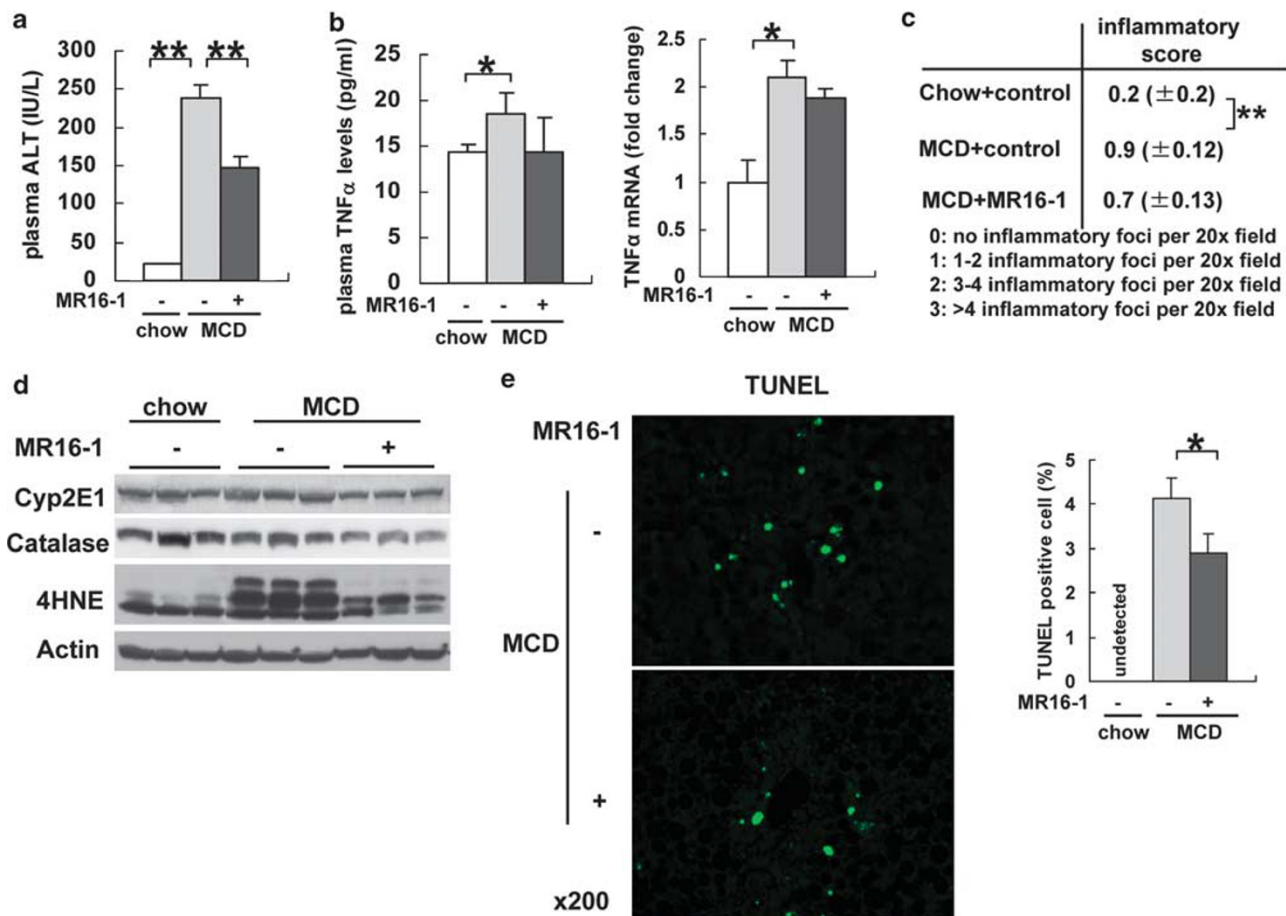 a
plasma ALT (IU/L)
300
250
200
150
100
50
0
** **
MR16-1 - - +
chow MCD
b
plasma TNFα levels (pg/ml)
25
20
15
10
5
0
*
MR16-1 - - +
chow MCD
TNFα mRNA (fold change)
2.5
2
1.5
1
0.5
0
*
MR16-1 - - +
chow MCD
c
inflammatory
score
Chow+control 0.2 (±0.2)
**
MCD+control 0.9 (±0.12)
MCD+MR16-1 0.7 (±0.13)
0: no inflammatory foci per 20x field
1: 1-2 inflammatory foci per 20x field
2: 3-4 inflammatory foci per 20x field
3: >4 inflammatory foci per 20x field
d
chow MCD
MR16-1 - - +
Cyp2E1
Catalase
4HNE
Actin
e
TUNEL
MR16-1
-
MCD
+
x200
TUNEL positive cell (%)
5
4
3
2
1
0
*
undetected
MR16-1 - - +
chow MCD